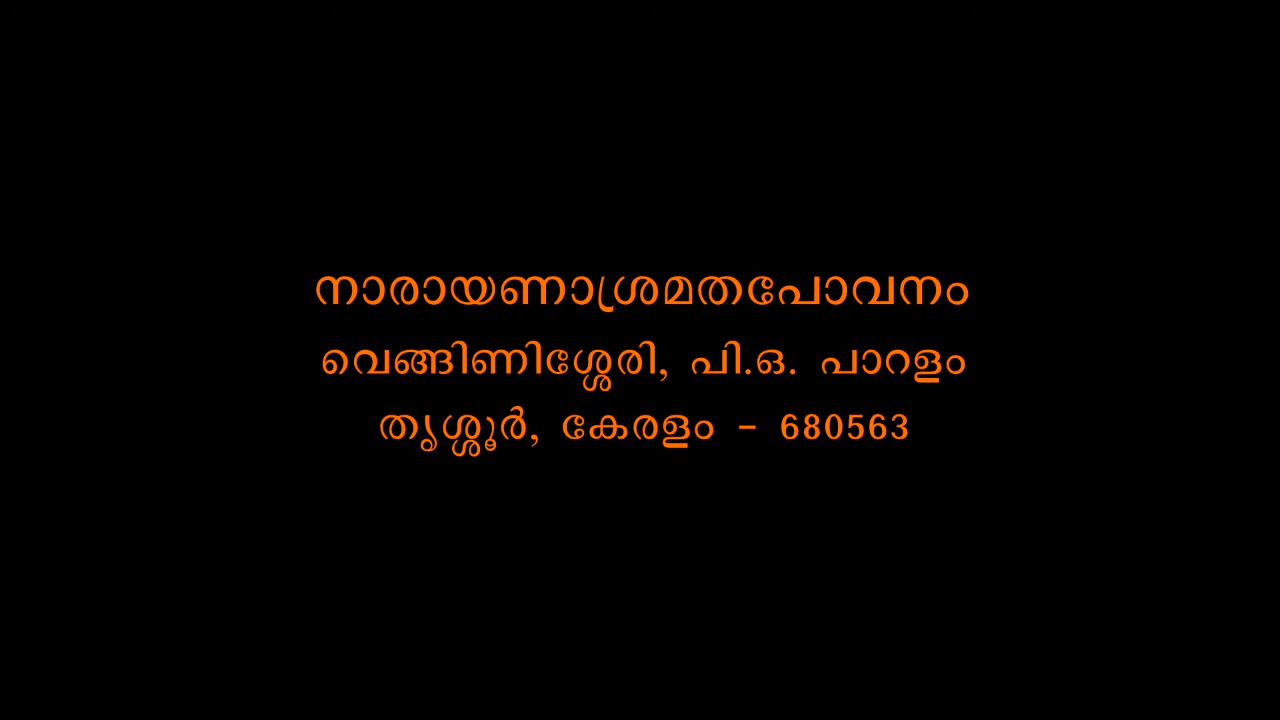 നാരായണാശ്രമതപോവനം
വെങ്ങിണിശ്ശേരി, പി.ഒ. പാറളം
തൃശ്ശൂർ, കേരളം - 680563